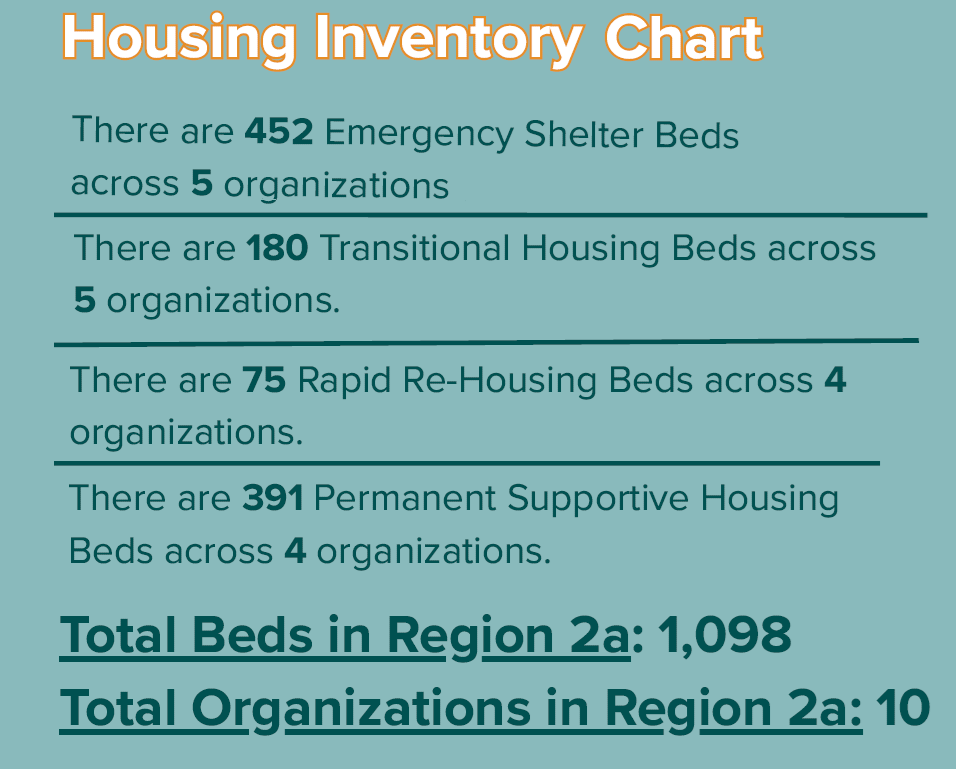 Housing Inventory Chart
There are 452 Emergency Shelter Beds
across 5 organizations
There are 180 Transitional Housing Beds across
5 organizations.
There are 75 Rapid Re-Housing Beds across 4
organizations.
There are 391 Permanent Supportive Housing
Beds across 4 organizations.
Total Beds in Region 2a: 1,098
Total Organizations in Region 2a: 10